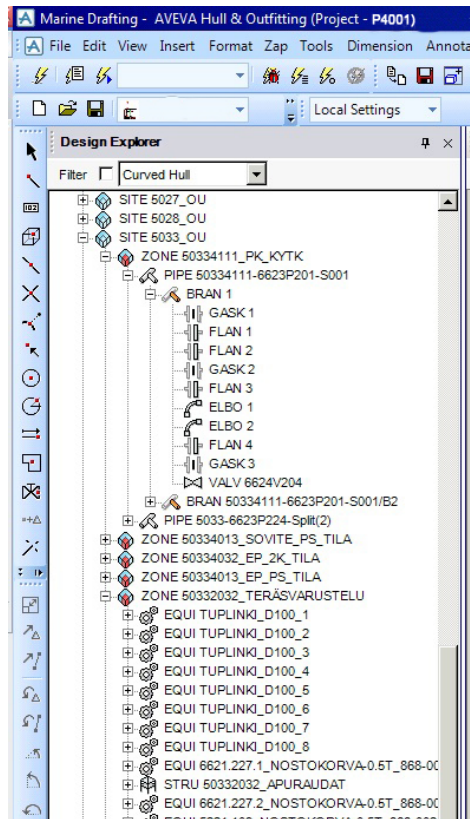 Marine Drafting - AVEVA Hull & Outfitting (Project - P4001)
File Edit View Insert Format Zap Tools Dimension Annota
Local Settings
Design Explorer
Filter Curved Hull
SITE 5027_OU
SITE 5028_OU
SITE 5033_OU
ZONE 50334111_PK_KYTK
PIPE 50334111-6623P201-S001
BRAN 1
GASK 1
FLAN 1
FLAN 2
GASK 2
FLAN 3
ELBO 1
ELBO 2
FLAN 4
GASK 3
VALV 6624V204
BRAN 50334111-6623P201-S001/B2
PIPE 5033-6623P224-Split(2)
ZONE 50334013_SOVITE_PS_TILA
ZONE 50334032_EP_2K_TILA
ZONE 50334013_EP_PS_TILA
ZONE 50332032_TERÄSVARUSTELU
EQUI TUPLINKI_D100_1
EQUI TUPLINKI_D100_2
EQUI TUPLINKI_D100_3
EQUI TUPLINKI_D100_4
EQUI TUPLINKI_D100_5
EQUI TUPLINKI_D100_6
EQUI TUPLINKI_D100_7
EQUI TUPLINKI_D100_8
EQUI 6621.227.1_NOSTOKORVA-0.5T_868-00
STRU 50332032_APURAUDAT
EQUI 6621.227.2_NOSTOKORVA-0.5T_868-00